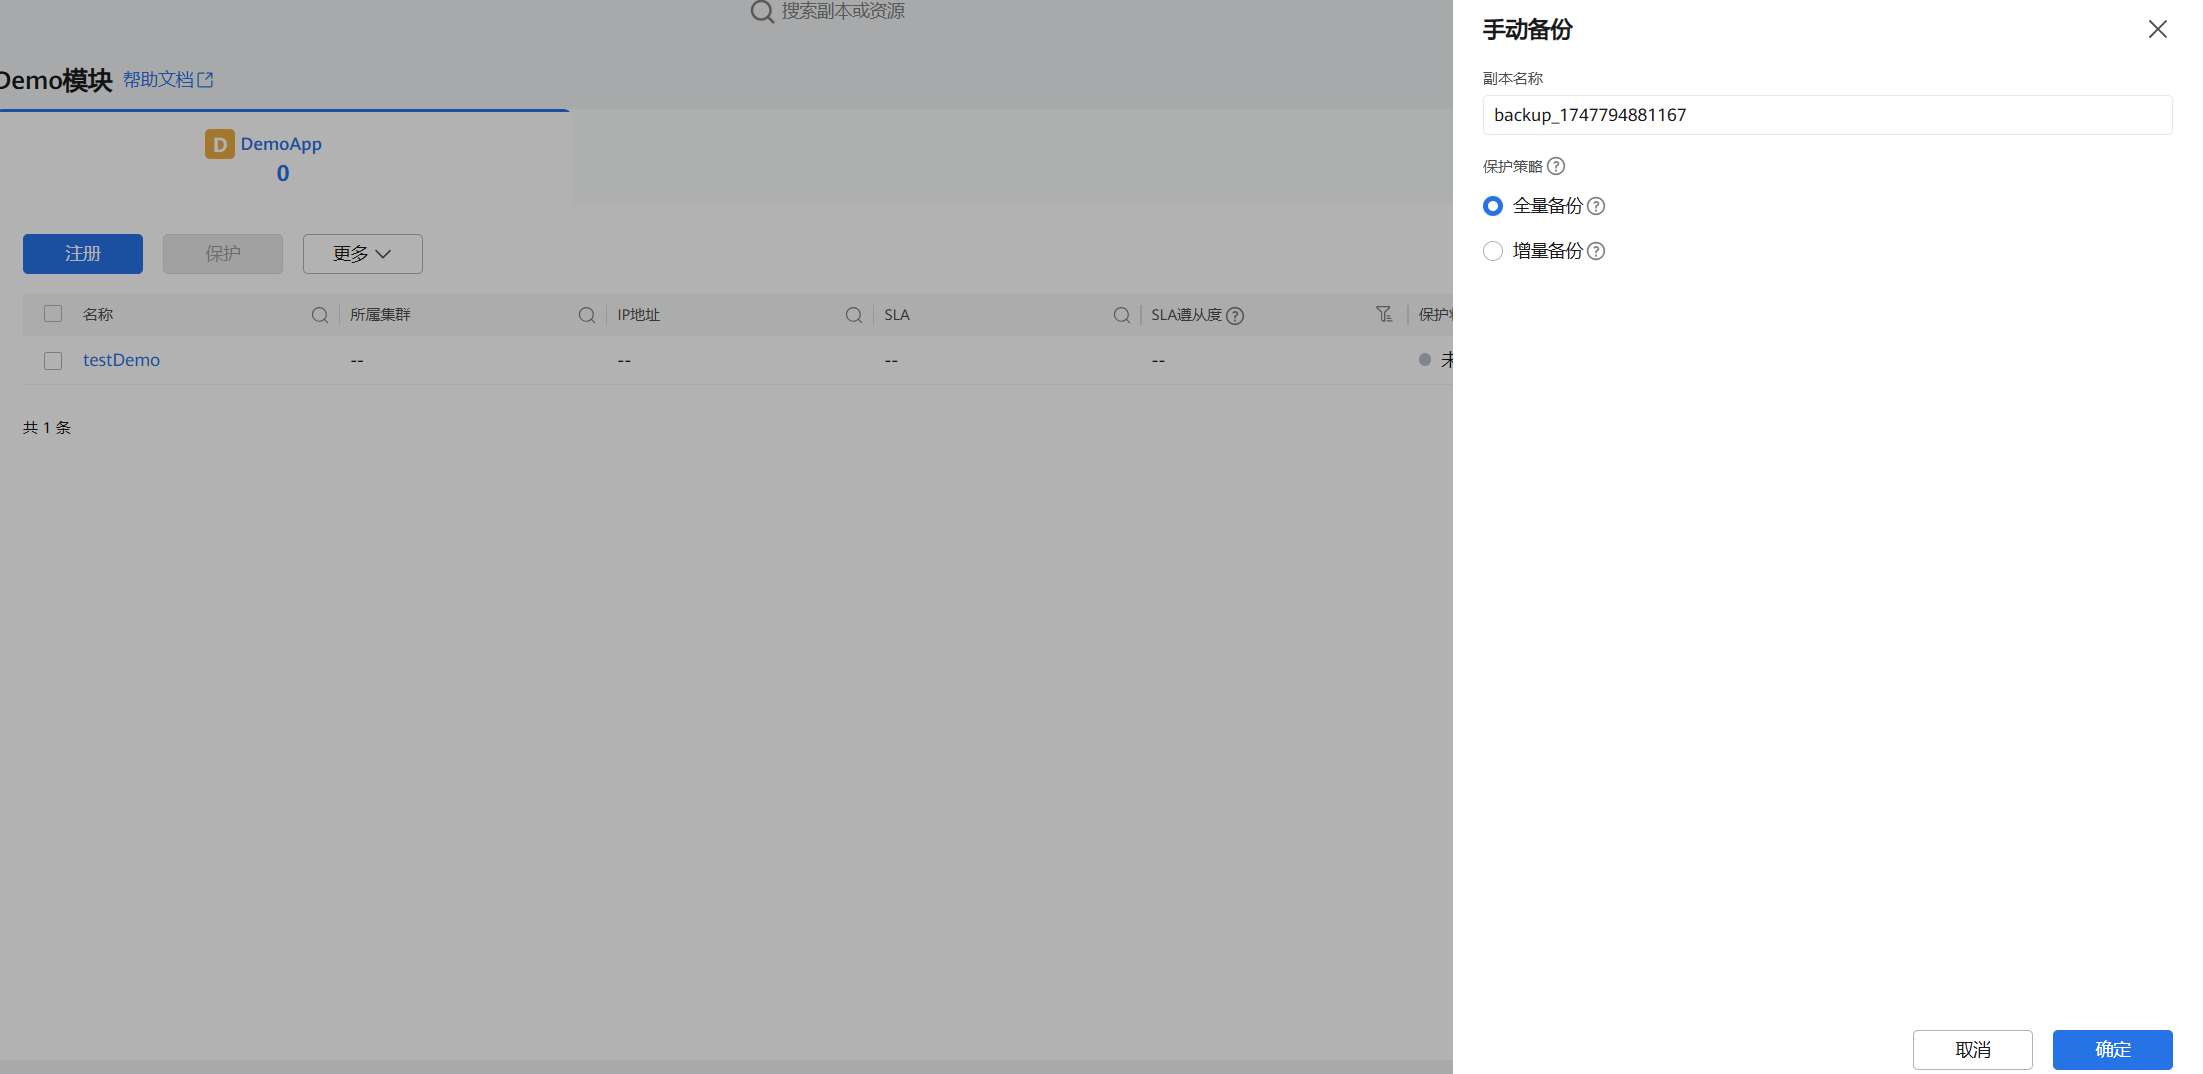 搜索副本或资源
Demo模块 帮助文档
D DemoApp
0
注册 保护 更多
名称 所属集群 IP地址 SLA SLA遵从度 保护
testDemo -- -- -- -- 未
共 1 条
手动备份
副本名称
backup_1747794881167
保护策略
全量备份
增量备份
取消 确定